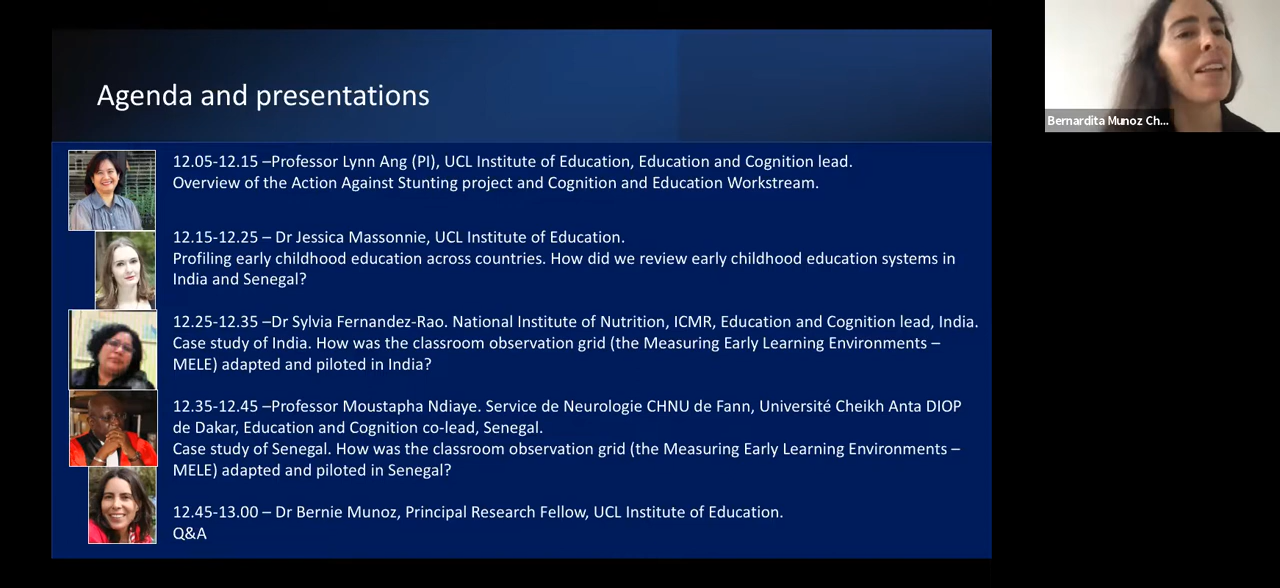 Agenda and presentations
Bernardita Munoz Ch...
12.05-12.15 –Professor Lynn Ang (PI), UCL Institute of Education, Education and Cognition lead.
Overview of the Action Against Stunting project and Cognition and Education Workstream.
12.15-12.25 – Dr Jessica Massonnie, UCL Institute of Education.
Profiling early childhood education across countries. How did we review early childhood education systems in
India and Senegal?
12.25-12.35 –Dr Sylvia Fernandez-Rao. National Institute of Nutrition, ICMR, Education and Cognition lead, India.
Case study of India. How was the classroom observation grid (the Measuring Early Learning Environments –
MELE) adapted and piloted in India?
12.35-12.45 –Professor Moustapha Ndiaye. Service de Neurologie CHNU de Fann, Université Cheikh Anta DIOP
de Dakar, Education and Cognition co-lead, Senegal.
Case study of Senegal. How was the classroom observation grid (the Measuring Early Learning Environments –
MELE) adapted and piloted in Senegal?
12.45-13.00 – Dr Bernie Munoz, Principal Research Fellow, UCL Institute of Education.
Q&A